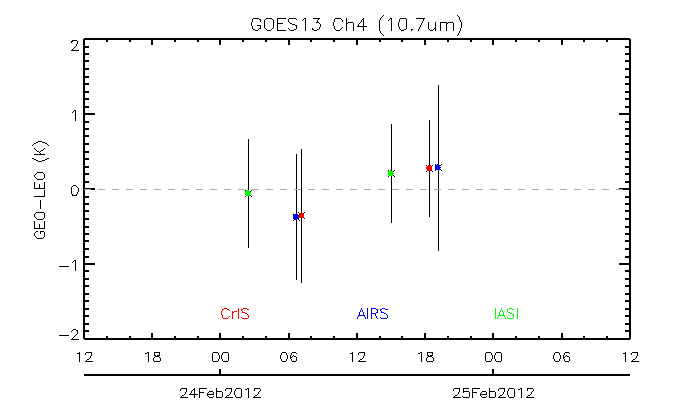 GOES13 Ch4 (10.7um)
2
1
0
-1
-2
GEO-LEO (K)
CrIS AIRS IASI
12 18 00 06 12 18 00 06 12
24Feb2012 25Feb2012